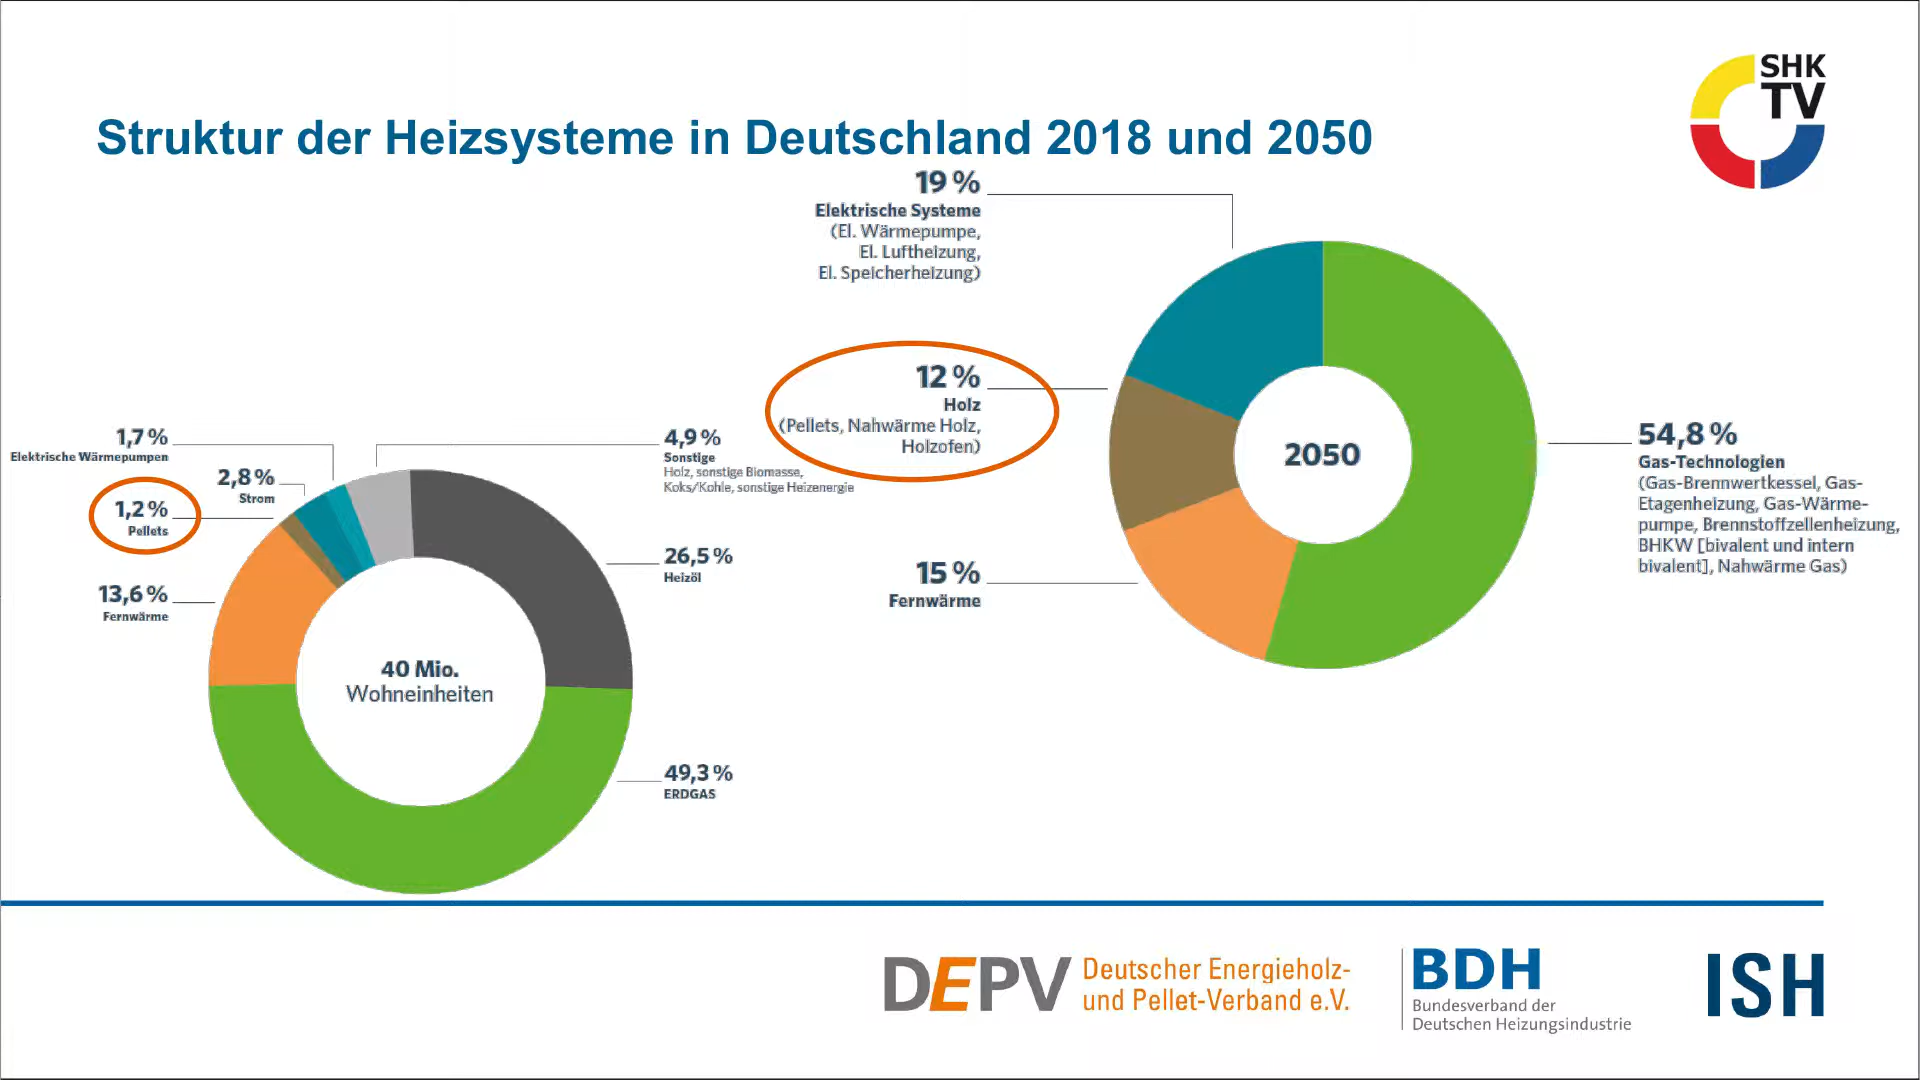 SHK
TV
Struktur der Heizsysteme in Deutschland 2018 und 2050
1,7 %
Elektrische Wärmepumpen
2,8 %
Strom
1,2 %
Pellets
13,6 %
Fernwärme
4,9 %
Sonstige
Holz, sonstige Biomasse,
Koks/Kohle, sonstige Heizenergie
26,5 %
Heizöl
49,3 %
ERDGAS
40 Mio.
Wohneinheiten
19 %
Elektrische Systeme
(El. Wärmepumpe,
El. Luftheizung,
El. Speicherheizung)
12 %
Holz
(Pellets, Nahwärme Holz,
Holzofen)
15 %
Fernwärme
2050
54,8 %
Gas-Technologien
(Gas-Brennwertkessel, Gas-
Etagenheizung, Gas-Wärme-
pumpe, Brennstoffzellenheizung,
BHKW [bivalent und intern
bivalent], Nahwärme Gas)
DEPV
Deutscher Energieholz-
und Pellet-Verband e.V.
BDH
Bundesverband der
Deutschen Heizungsindustrie
ISH